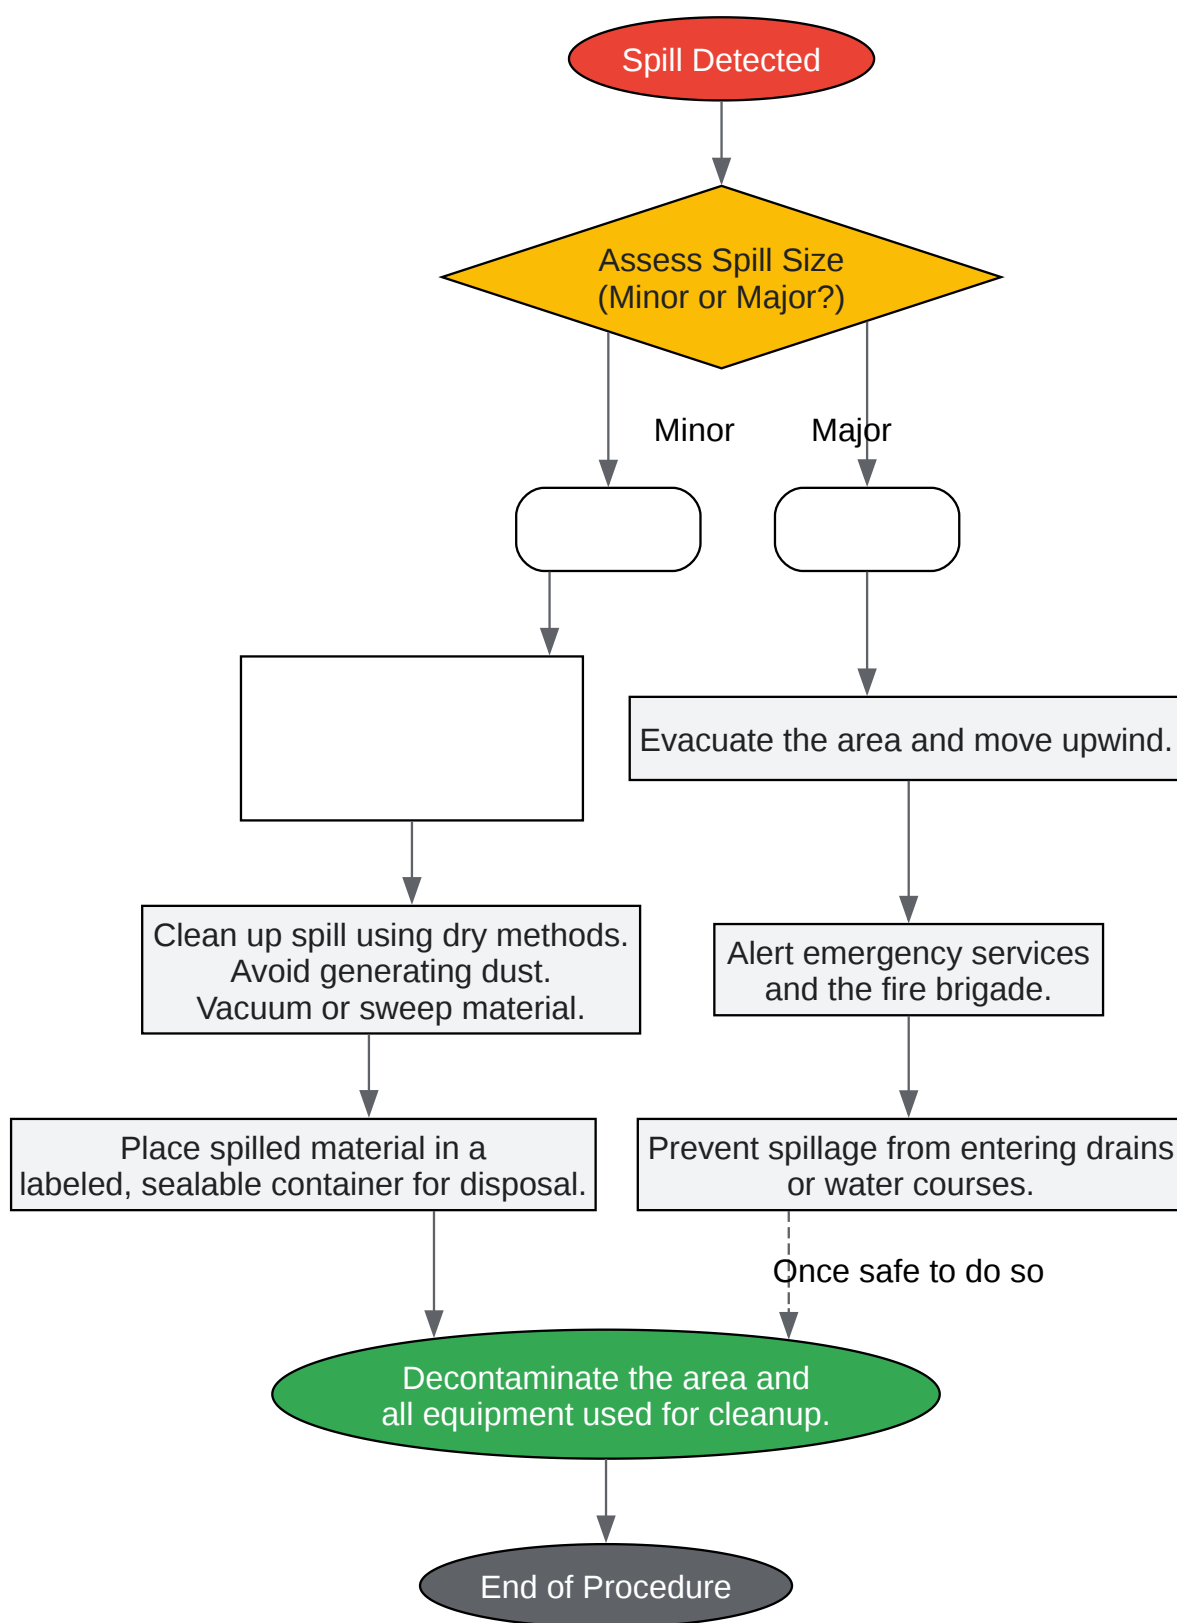 Spill Detected
Assess Spill Size
(Minor or Major?)
Minor
Major
Evacuate the area and move upwind.
Clean up spill using dry methods.
Avoid generating dust.
Vacuum or sweep material.
Alert emergency services
and the fire brigade.
Place spilled material in a
labeled, sealable container for disposal.
Prevent spillage from entering drains
or water courses.
Once safe to do so
Decontaminate the area and
all equipment used for cleanup.
End of Procedure